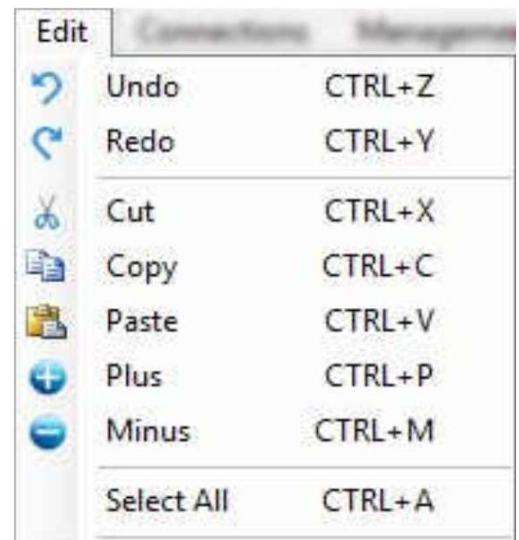 Edit
Undo CTRL+Z
Redo CTRL+Y
Cut CTRL+X
Copy CTRL+C
Paste CTRL+V
Plus CTRL+P
Minus CTRL+M
Select All CTRL+A